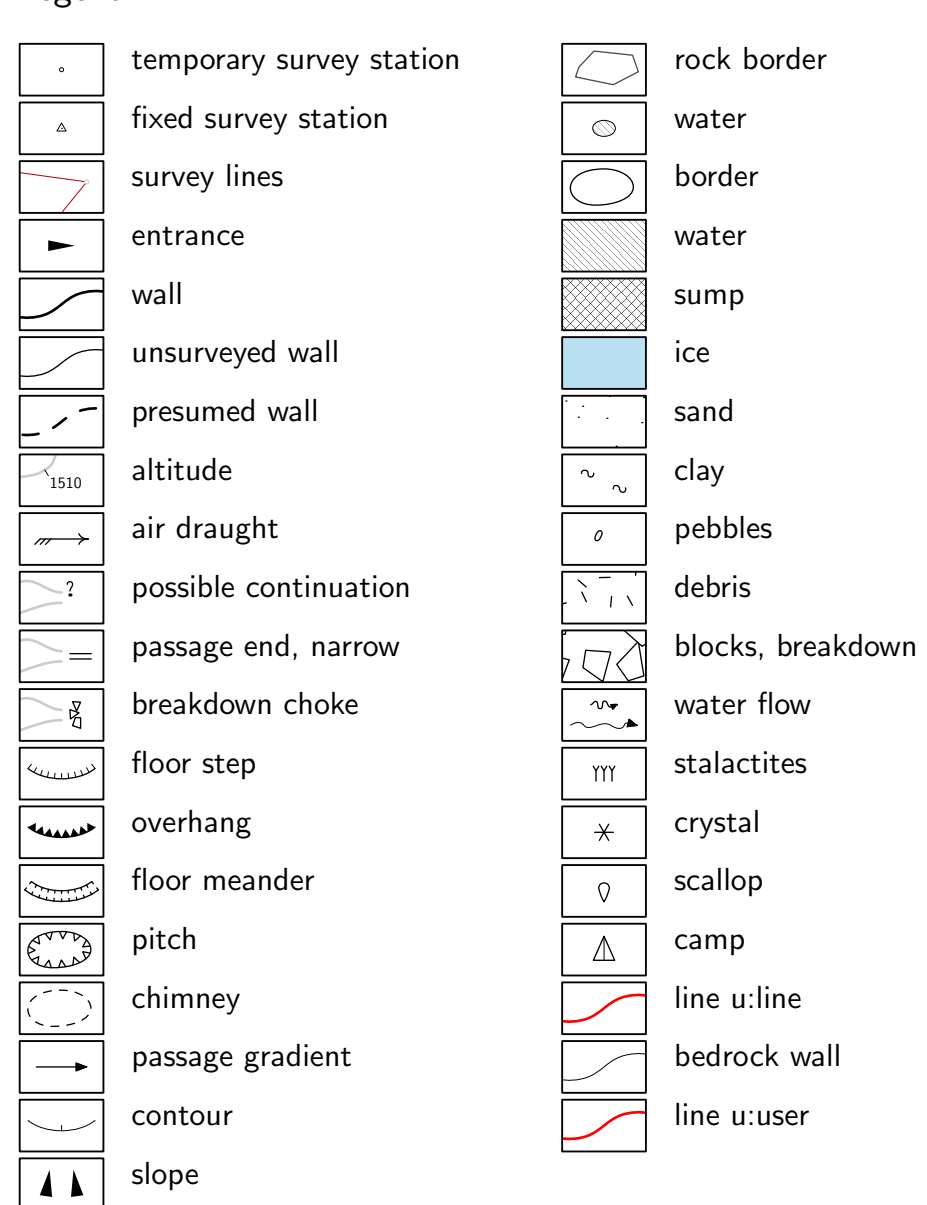 temporary survey station
fixed survey station
survey lines
entrance
wall
unsurveyed wall
presumed wall
altitude
1510
air draught
possible continuation
?
passage end, narrow
breakdown choke
floor step
overhang
floor meander
pitch
chimney
passage gradient
contour
slope
rock border
water
border
water
sump
ice
sand
clay
pebbles
debris
blocks, breakdown
water flow
stalactites
crystal
scallop
camp
line u:line
bedrock wall
line u:user